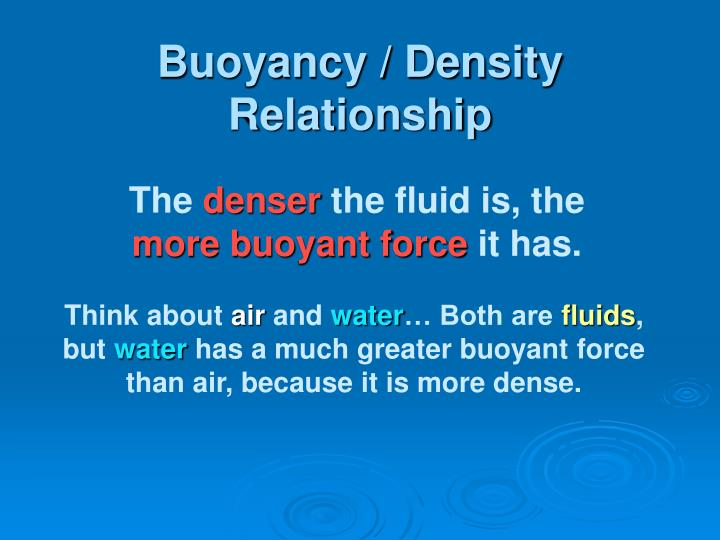 Buoyancy / Density
Relationship
The denser the fluid is, the
more buoyant force it has.
Think about air and water… Both are fluids,
but water has a much greater buoyant force
than air, because it is more dense.